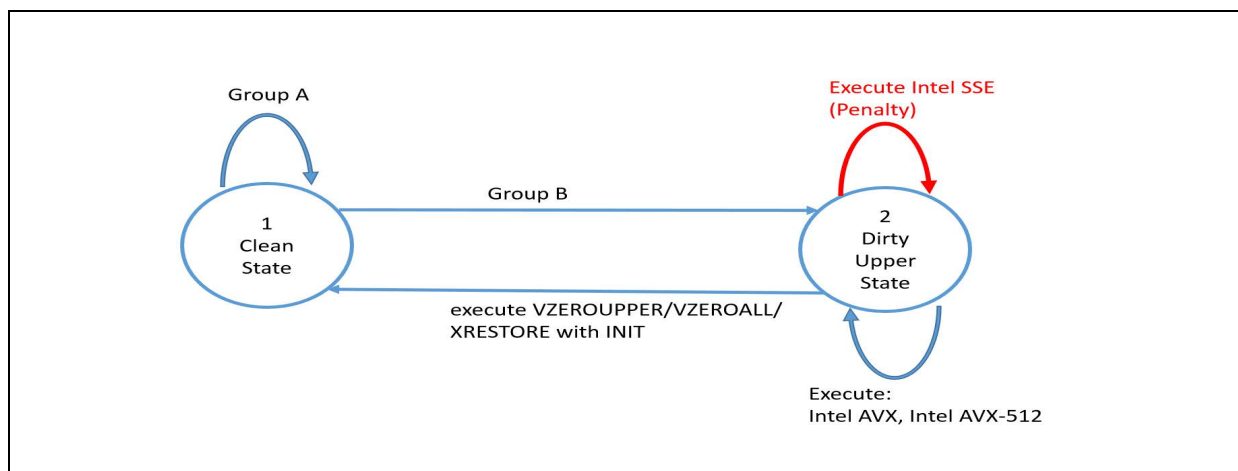 Group A
Execute Intel SSE
(Penalty)
Group B
1
Clean
State
2
Dirty
Upper
State
execute VZEROUPPER/VZEROALL/
XRESTORE with INIT
Execute:
Intel AVX, Intel AVX-512